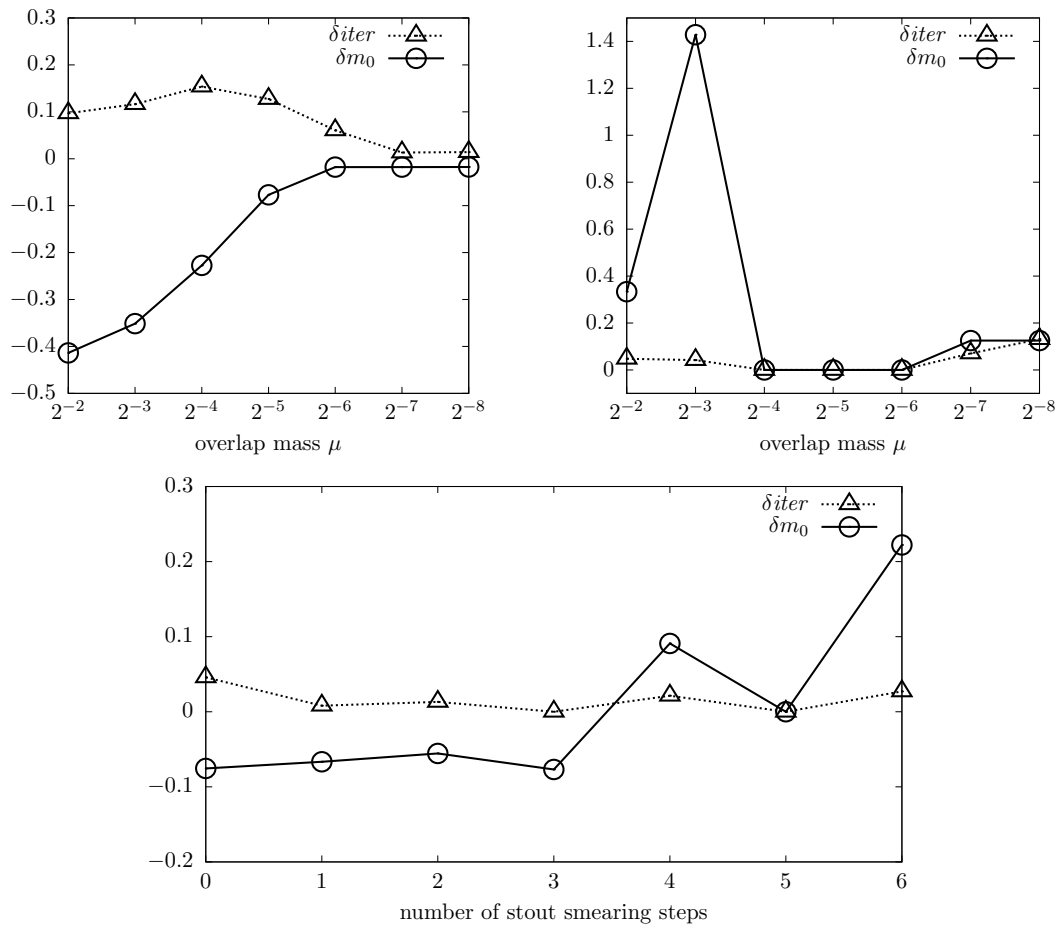 0.3
0.2
0.1
0
−0.1
−0.2
−0.3
−0.4
−0.5
2⁻² 2⁻³ 2⁻⁴ 2⁻⁵ 2⁻⁶ 2⁻⁷ 2⁻⁸
overlap mass μ
δiter
δm₀
1.4
1.2
1
0.8
0.6
0.4
0.2
0
2⁻² 2⁻³ 2⁻⁴ 2⁻⁵ 2⁻⁶ 2⁻⁷ 2⁻⁸
overlap mass μ
δiter
δm₀
0.3
0.2
0.1
0
−0.1
−0.2
0 1 2 3 4 5 6
number of stout smearing steps
δiter
δm₀